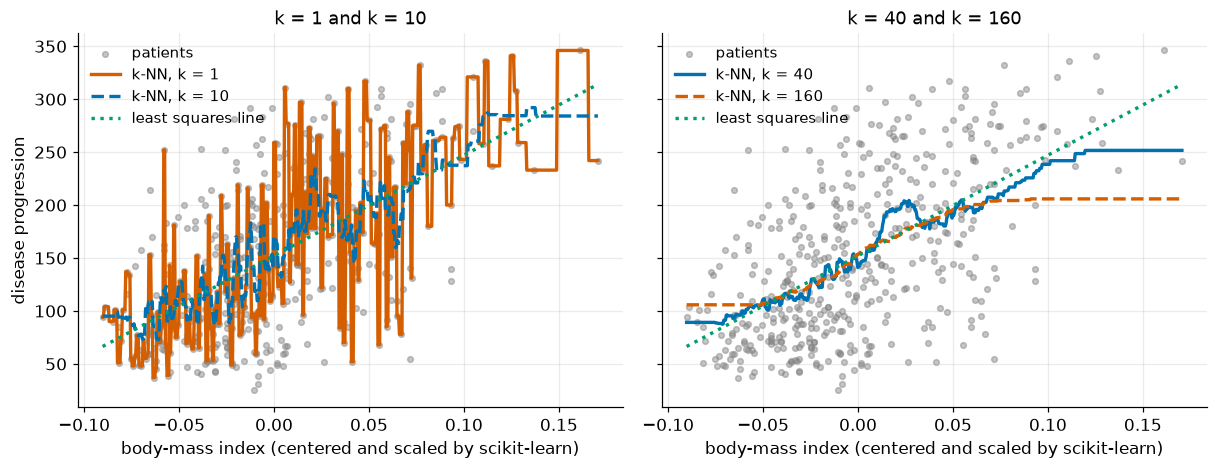 k = 1 and k = 10
350
300
250
200
150
100
50
disease progression
patients
k-NN, k = 1
k-NN, k = 10
least squares line
−0.10
−0.05
0.00
0.05
0.10
0.15
body-mass index (centered and scaled by scikit-learn)
k = 40 and k = 160
patients
k-NN, k = 40
k-NN, k = 160
least squares line
−0.10
−0.05
0.00
0.05
0.10
0.15
body-mass index (centered and scaled by scikit-learn)